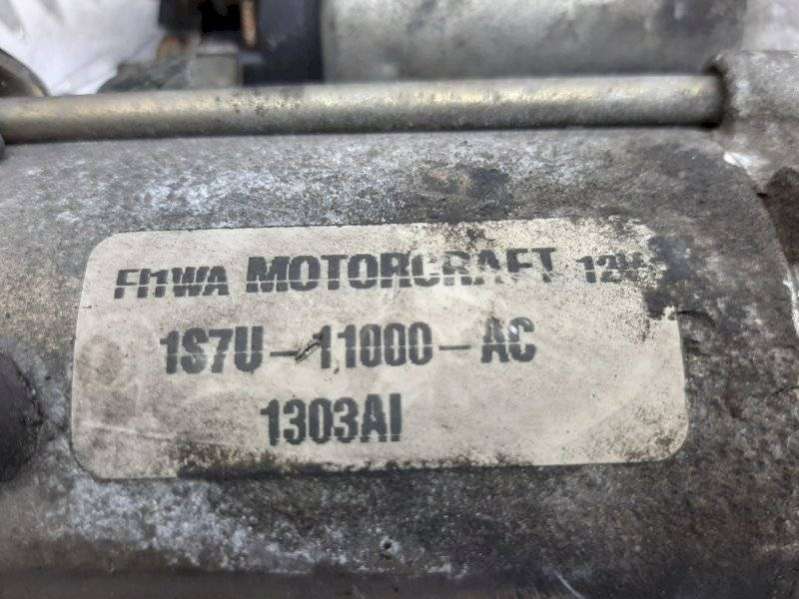 FI1WA MOTORCRAFT 12V
1S7U-11000-AC
1303AI